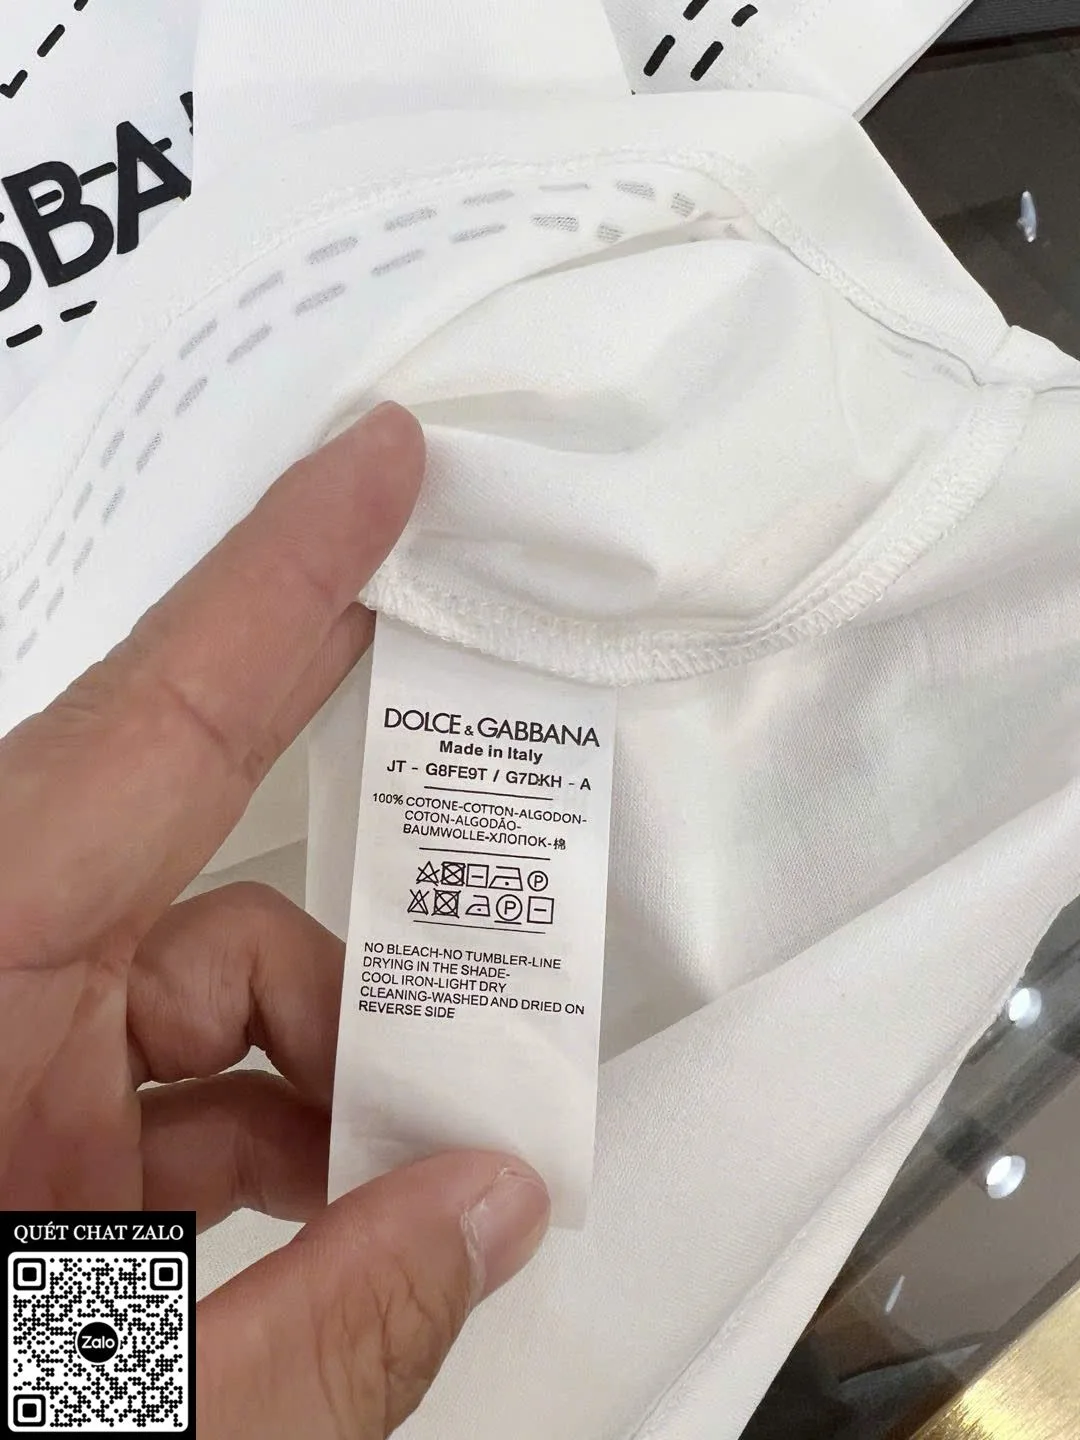 BA
DOLCE & GABBANA
Made in Italy
JT - G8FE9T / G7DKH - A
100% COTONE-COTTON-ALGODON-
COTON-ALGODÃO-
BAUMWOLLE-ХЛОПОК-棉
P
P
NO BLEACH-NO TUMBLER-LINE
DRYING IN THE SHADE-
COOL IRON-LIGHT DRY
CLEANING-WASHED AND DRIED ON
REVERSE SIDE
QUÉT CHAT ZALO
Zalo